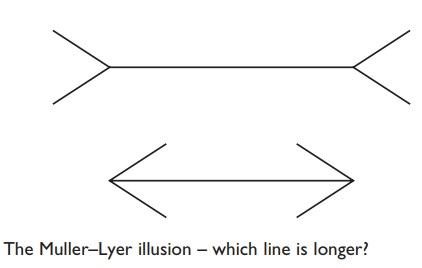 The Muller–Lyer illusion – which line is longer?